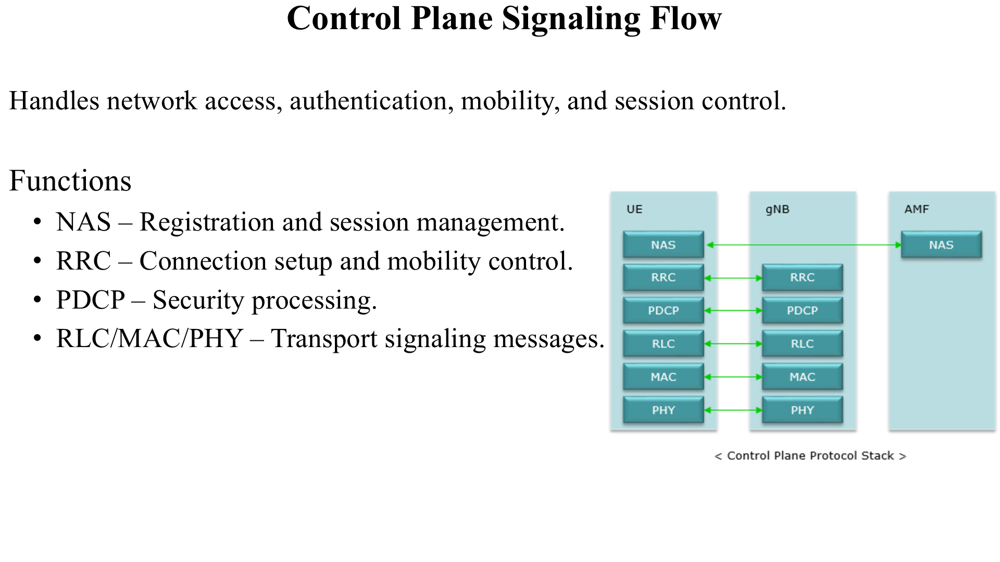 Control Plane Signaling Flow
Handles network access, authentication, mobility, and session control.
Functions
• NAS – Registration and session management.
• RRC – Connection setup and mobility control.
• PDCP – Security processing.
• RLC/MAC/PHY – Transport signaling messages.
UE gNB AMF
NAS NAS
RRC RRC
PDCP PDCP
RLC RLC
MAC MAC
PHY PHY
< Control Plane Protocol Stack >